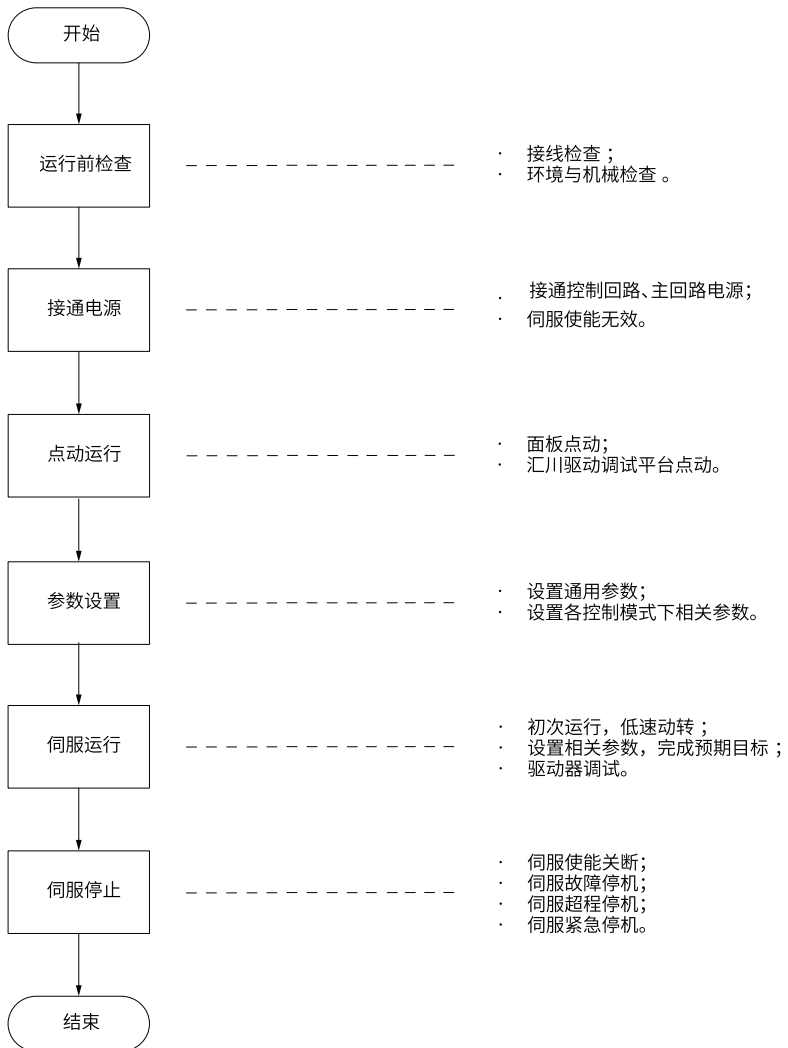 开始
运行前检查
· 接线检查；
· 环境与机械检查。
接通电源
· 接通控制回路、主回路电源；
· 伺服使能无效。
点动运行
· 面板点动；
· 汇川驱动调试平台点动。
参数设置
· 设置通用参数；
· 设置各控制模式下相关参数。
伺服运行
· 初次运行，低速动转；
· 设置相关参数，完成预期目标；
· 驱动器调试。
伺服停止
· 伺服使能关断；
· 伺服故障停机；
· 伺服超程停机；
· 伺服紧急停机。
结束